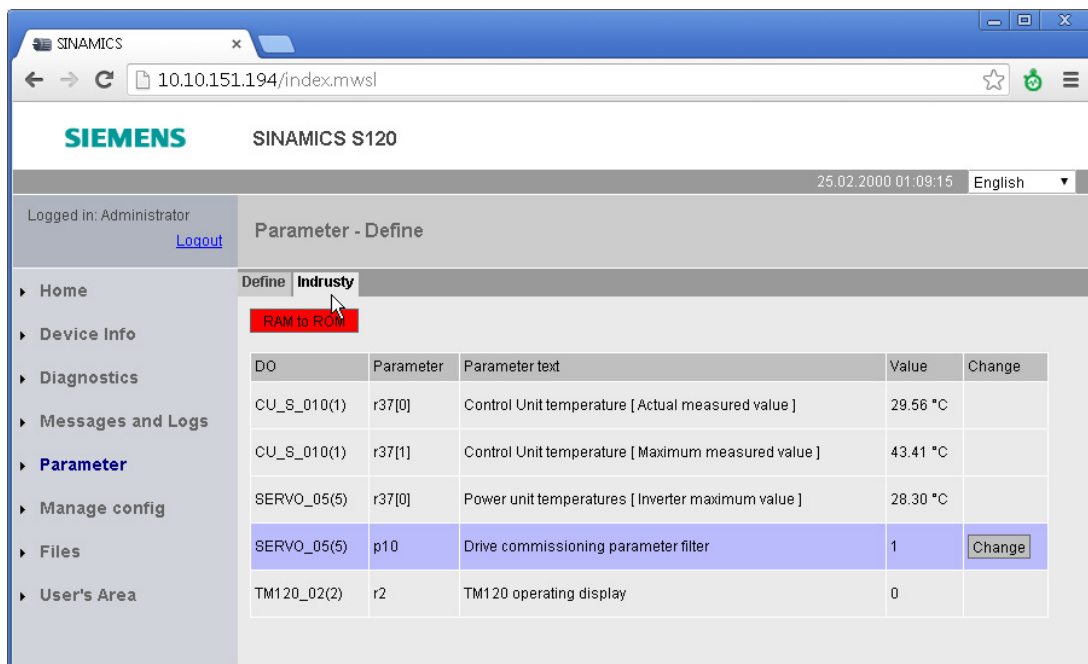 SINAMICS
10.10.151.194/index.mwsl
SIEMENS SINAMICS S120
25.02.2000 01:09:15 English
Logged in: Administrator
Logout
Parameter - Define
Home
Device Info
Diagnostics
Messages and Logs
Parameter
Manage config
Files
User's Area
Define Indrusty
RAM to ROM
DO Parameter Parameter text Value Change
CU_S_010(1) r37[0] Control Unit temperature [ Actual measured value ] 29.56 °C
CU_S_010(1) r37[1] Control Unit temperature [ Maximum measured value ] 43.41 °C
SERVO_05(5) r37[0] Power unit temperatures [ Inverter maximum value ] 28.30 °C
SERVO_05(5) p10 Drive commissioning parameter filter 1 Change
TM120_02(2) r2 TM120 operating display 0